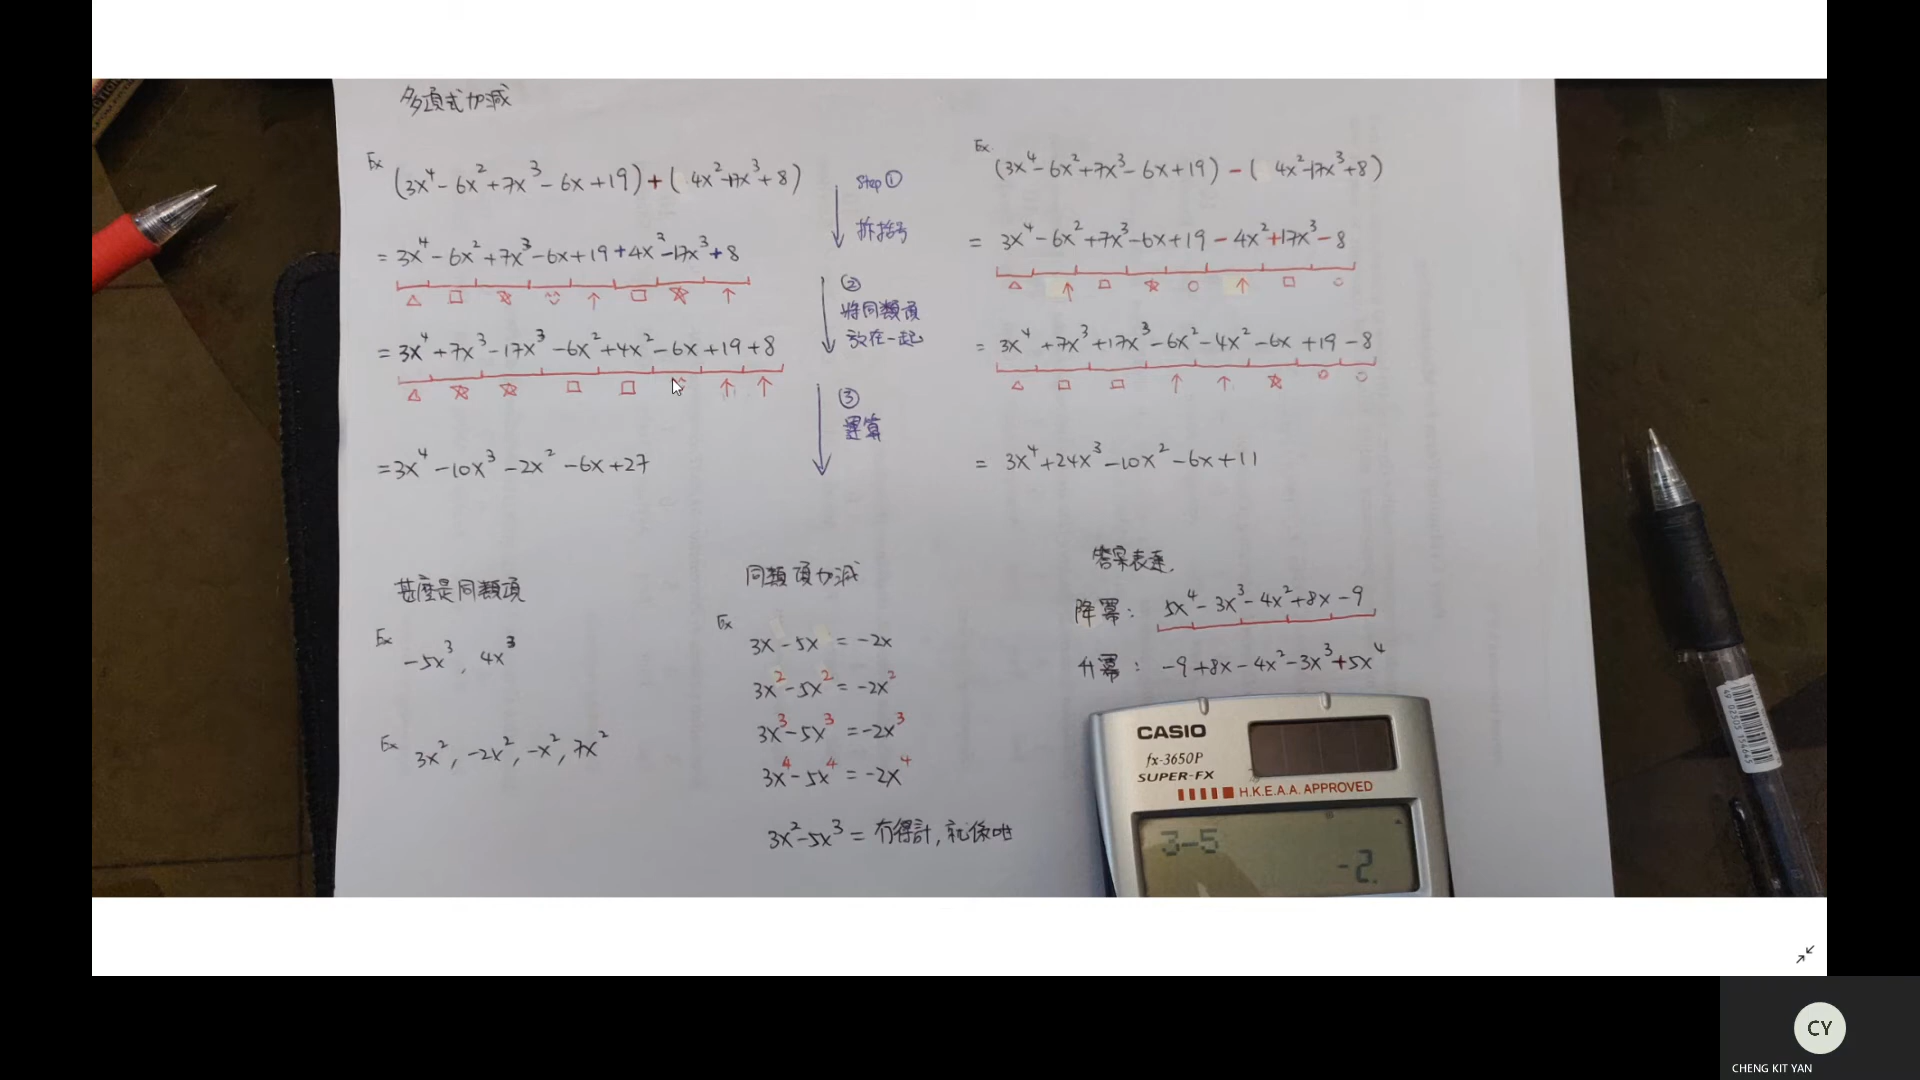 多項式加減
Ex (3x⁴ - 6x² + 7x³ - 6x + 19) + ( 4x² - 17x³ + 8)
= 3x⁴ - 6x² + 7x³ - 6x + 19 + 4x³ - 17x³ + 8
△ □ ☆ ↑ □ ☆ ↑
= 3x⁴ + 7x³ - 17x³ - 6x² + 4x² - 6x + 19 + 8
△ ☆ ☆ □ □ ↑ ↑
= 3x⁴ - 10x³ - 2x² - 6x + 27
Step ①
拆括号
②
將同類項
放在一起
③
運算
Ex. (3x⁴ - 6x² + 7x³ - 6x + 19) - ( 4x² - 17x³ + 8)
= 3x⁴ - 6x² + 7x³ - 6x + 19 - 4x² + 17x³ - 8
△ ↑ □ ☆ ○ ↑ □ ○
= 3x⁴ + 7x³ + 17x³ - 6x² - 4x² - 6x + 19 - 8
△ □ □ ↑ ↑ ☆ ○ ○
= 3x⁴ + 24x³ - 10x² - 6x + 11
甚麼是同類項
Ex -5x³, 4x³
Ex 3x², -2x², -x², 7x²
同類項加減
Ex 3x - 5x = -2x
3x² - 5x² = -2x²
3x³ - 5x³ = -2x³
3x⁴ - 5x⁴ = -2x⁴
3x² - 5x³ = 冇得計, 就係咁
答案表達.
降冪: 5x⁴ - 3x³ - 4x² + 8x - 9
升冪: -9 + 8x - 4x² - 3x³ + 5x⁴
CASIO
fx-3650P
SUPER-FX
H.K.E.A.A. APPROVED
3-5
-2.
CY
CHENG KIT YAN